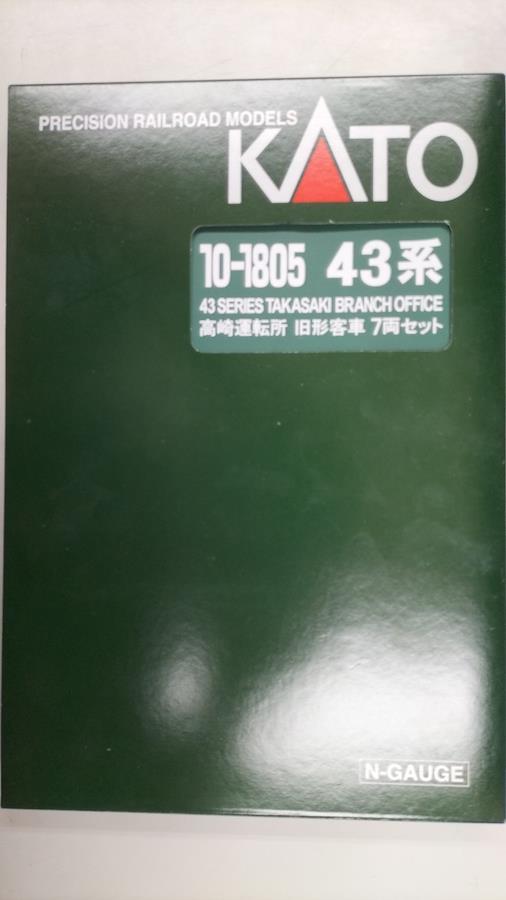 PRECISION RAILROAD MODELS
KATO
10-1805 43系
43 SERIES TAKASAKI BRANCH OFFICE
高崎運転所 旧形客車 7両セット
N-GAUGE